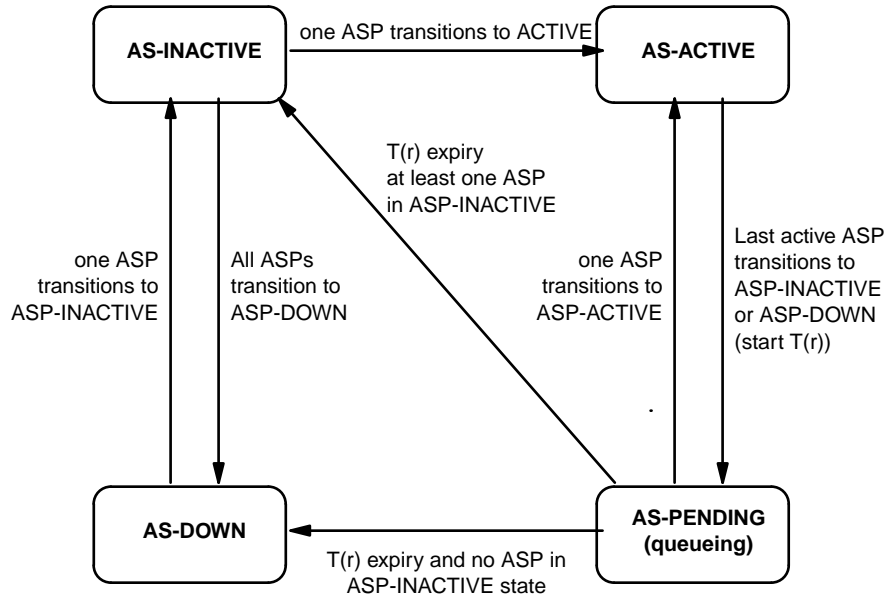 AS-INACTIVE
one ASP transitions to ACTIVE
AS-ACTIVE
T(r) expiry
at least one ASP
in ASP-INACTIVE
one ASP
transitions to
ASP-INACTIVE
All ASPs
transition to
ASP-DOWN
one ASP
transitions to
ASP-ACTIVE
Last active ASP
transitions to
ASP-INACTIVE
or ASP-DOWN
(start T(r))
AS-DOWN
AS-PENDING
(queueing)
T(r) expiry and no ASP in
ASP-INACTIVE state